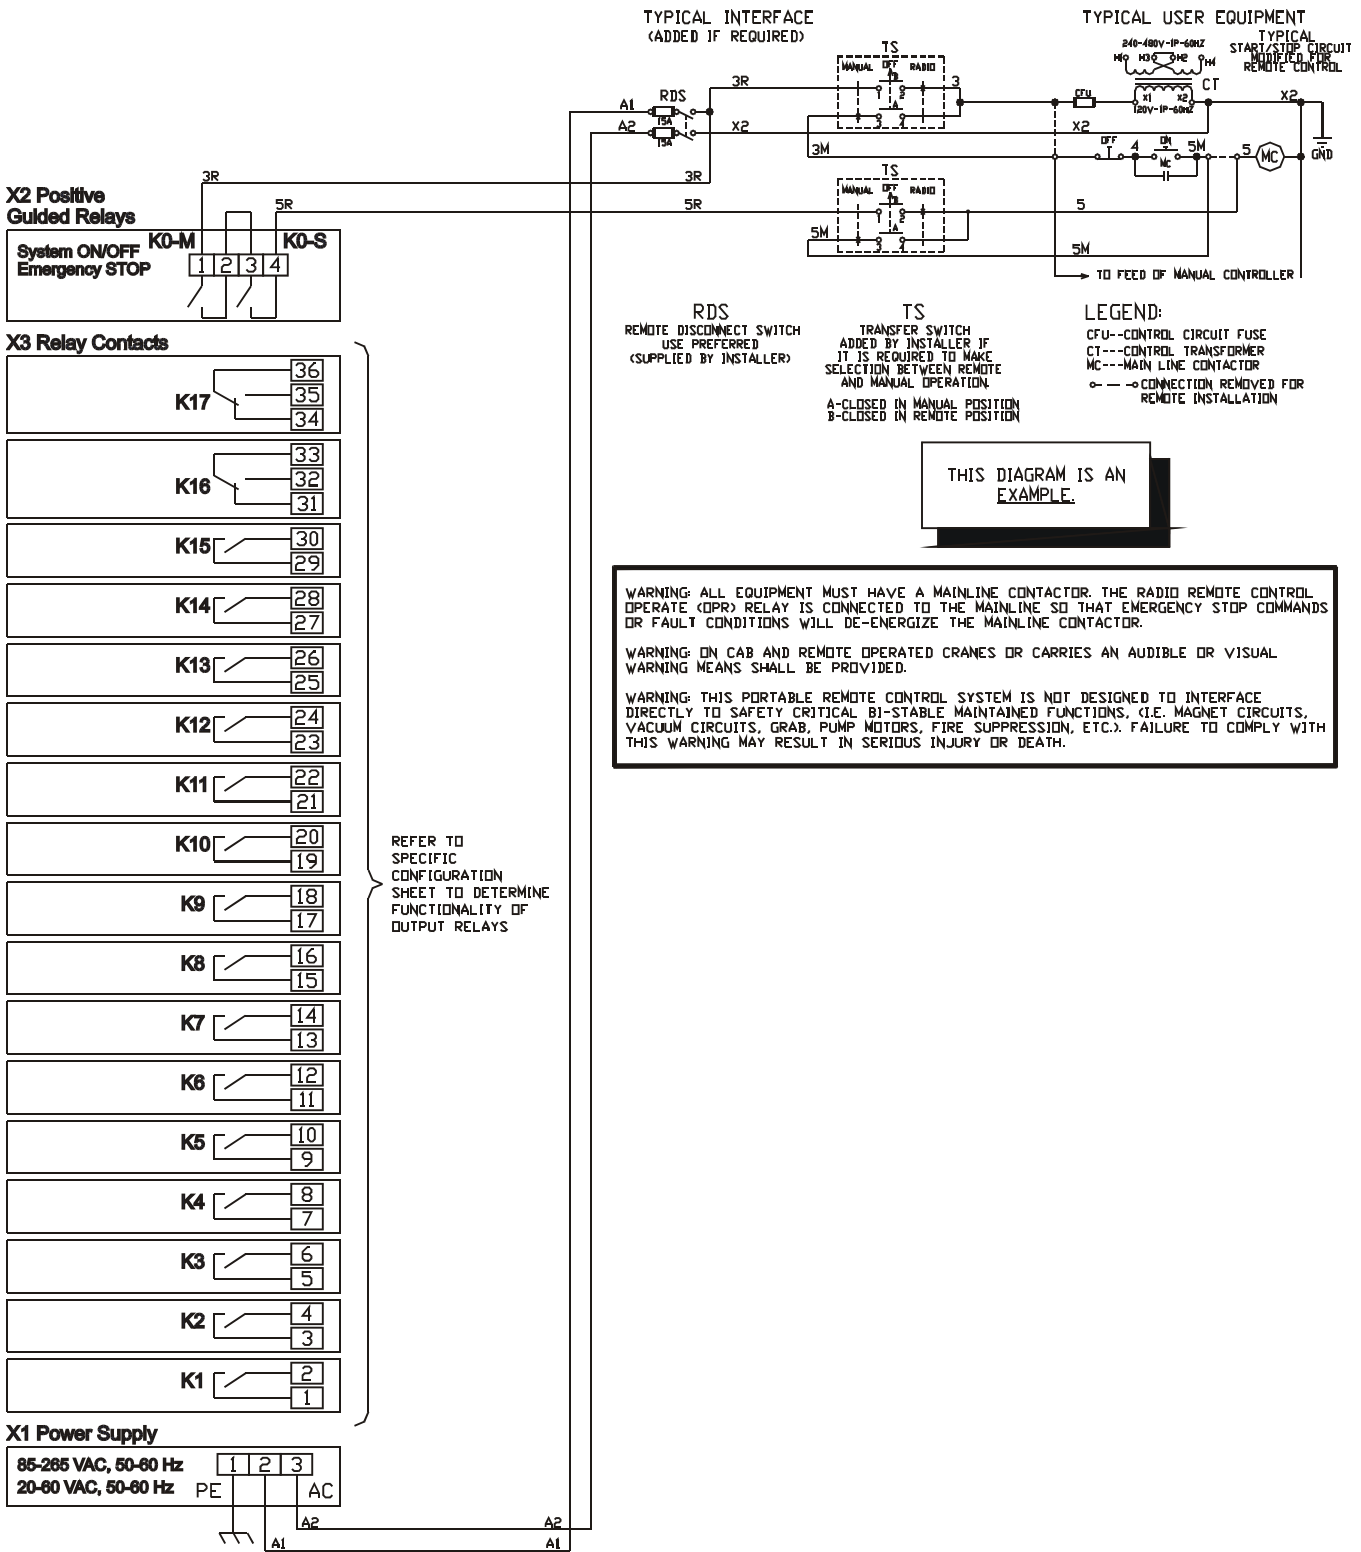 TYPICAL INTERFACE
(ADDED IF REQUIRED)
TYPICAL USER EQUIPMENT
TYPICAL
START/STOP CIRCUIT
MODIFIED FOR
REMOTE CONTROL
240-480V-1P-60HZ
H1 H3 H2 H4
CT
X1 X2
120V-1P-60HZ
TS
MANUAL OFF RADIO
B
1 2
A
3 4
3R
3
CFU
X2
GND
A1
RDS
15A
A2
15A
X2
X2
3M
OFF
4
ON
MC
5M
5
MC
TS
MANUAL OFF RADIO
B
1 2
A
3 4
3R
3R
5R
5R
5
5M
5M
TO FEED OF MANUAL CONTROLLER
X2 Positive
Guided Relays
System ON/OFF
Emergency STOP
K0-M
K0-S
1 2 3 4
RDS
REMOTE DISCONNECT SWITCH
USE PREFERRED
(SUPPLIED BY INSTALLER)
TS
TRANSFER SWITCH
ADDED BY INSTALLER IF
IT IS REQUIRED TO MAKE
SELECTION BETWEEN REMOTE
AND MANUAL OPERATION.
A-CLOSED IN MANUAL POSITION
B-CLOSED IN REMOTE POSITION
LEGEND:
CFU--CONTROL CIRCUIT FUSE
CT---CONTROL TRANSFORMER
MC---MAIN LINE CONTACTOR
CONNECTION REMOVED FOR
REMOTE INSTALLATION
THIS DIAGRAM IS AN
EXAMPLE.
WARNING: ALL EQUIPMENT MUST HAVE A MAINLINE CONTACTOR. THE RADIO REMOTE CONTROL
OPERATE (OPR) RELAY IS CONNECTED TO THE MAINLINE SO THAT EMERGENCY STOP COMMANDS
OR FAULT CONDITIONS WILL DE-ENERGIZE THE MAINLINE CONTACTOR.
WARNING: ON CAB AND REMOTE OPERATED CRANES OR CARRIES AN AUDIBLE OR VISUAL
WARNING MEANS SHALL BE PROVIDED.
WARNING: THIS PORTABLE REMOTE CONTROL SYSTEM IS NOT DESIGNED TO INTERFACE
DIRECTLY TO SAFETY CRITICAL BI-STABLE MAINTAINED FUNCTIONS, (I.E. MAGNET CIRCUITS,
VACUUM CIRCUITS, GRAB, PUMP MOTORS, FIRE SUPPRESSION, ETC.). FAILURE TO COMPLY WITH
THIS WARNING MAY RESULT IN SERIOUS INJURY OR DEATH.
X3 Relay Contacts
36
K17 35
34
33
K16 32
31
K15 30
29
K14 28
27
K13 26
25
K12 24
23
K11 22
21
K10 20
19
K9 18
17
K8 16
15
K7 14
13
K6 12
11
K5 10
9
K4 8
7
K3 6
5
K2 4
3
K1 2
1
REFER TO
SPECIFIC
CONFIGURATION
SHEET TO DETERMINE
FUNCTIONALITY OF
OUTPUT RELAYS
X1 Power Supply
85-265 VAC, 50-60 Hz
20-60 VAC, 50-60 Hz
1 2 3
PE
AC
A2
A2
A1
A1